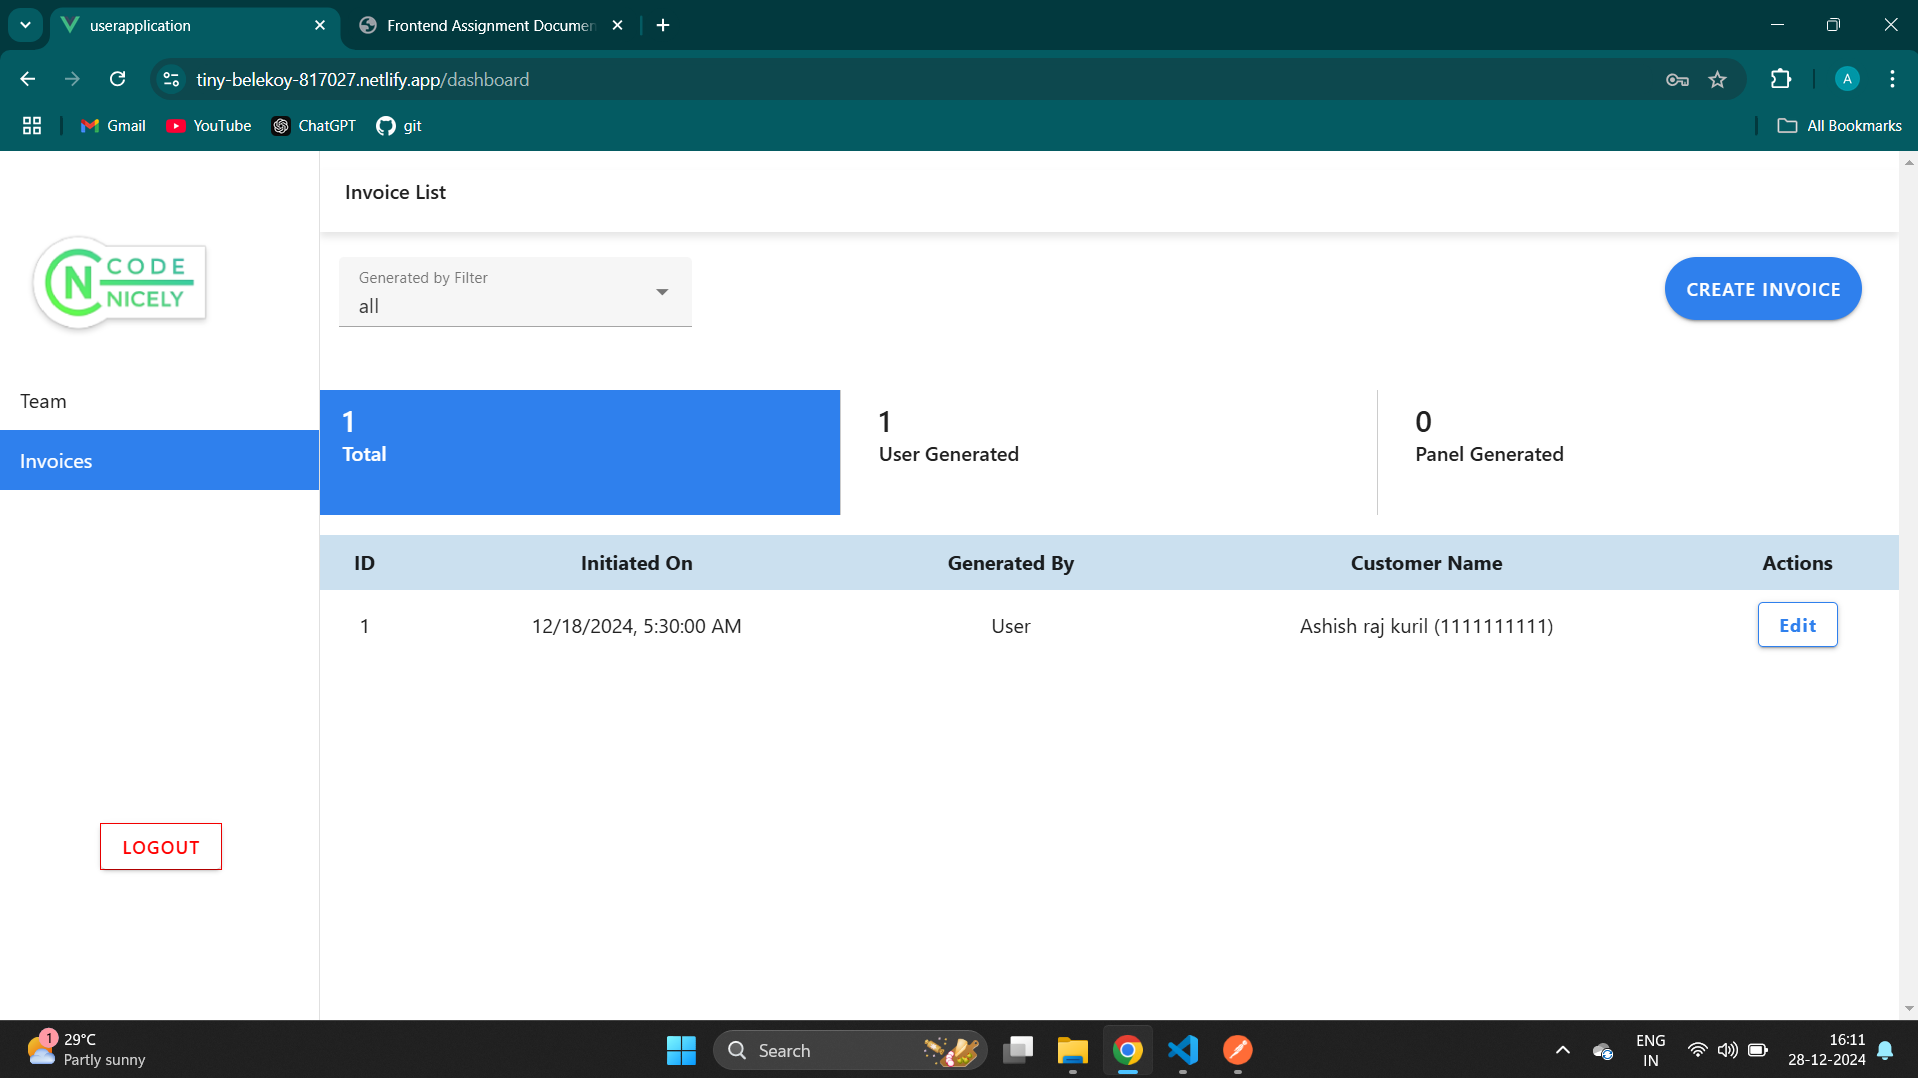 userapplication
Frontend Assignment Documen
tiny-belekoy-817027.netlify.app/dashboard
A
Gmail
YouTube
ChatGPT
git
All Bookmarks
Invoice List
N CODE
NICELY
Generated by Filter
all
CREATE INVOICE
Team
Invoices
1
Total
1
User Generated
0
Panel Generated
ID Initiated On Generated By Customer Name Actions
1 12/18/2024, 5:30:00 AM User Ashish raj kuril (1111111111) Edit
LOGOUT
1
29°C
Partly sunny
Search
ENG
IN
16:11
28-12-2024